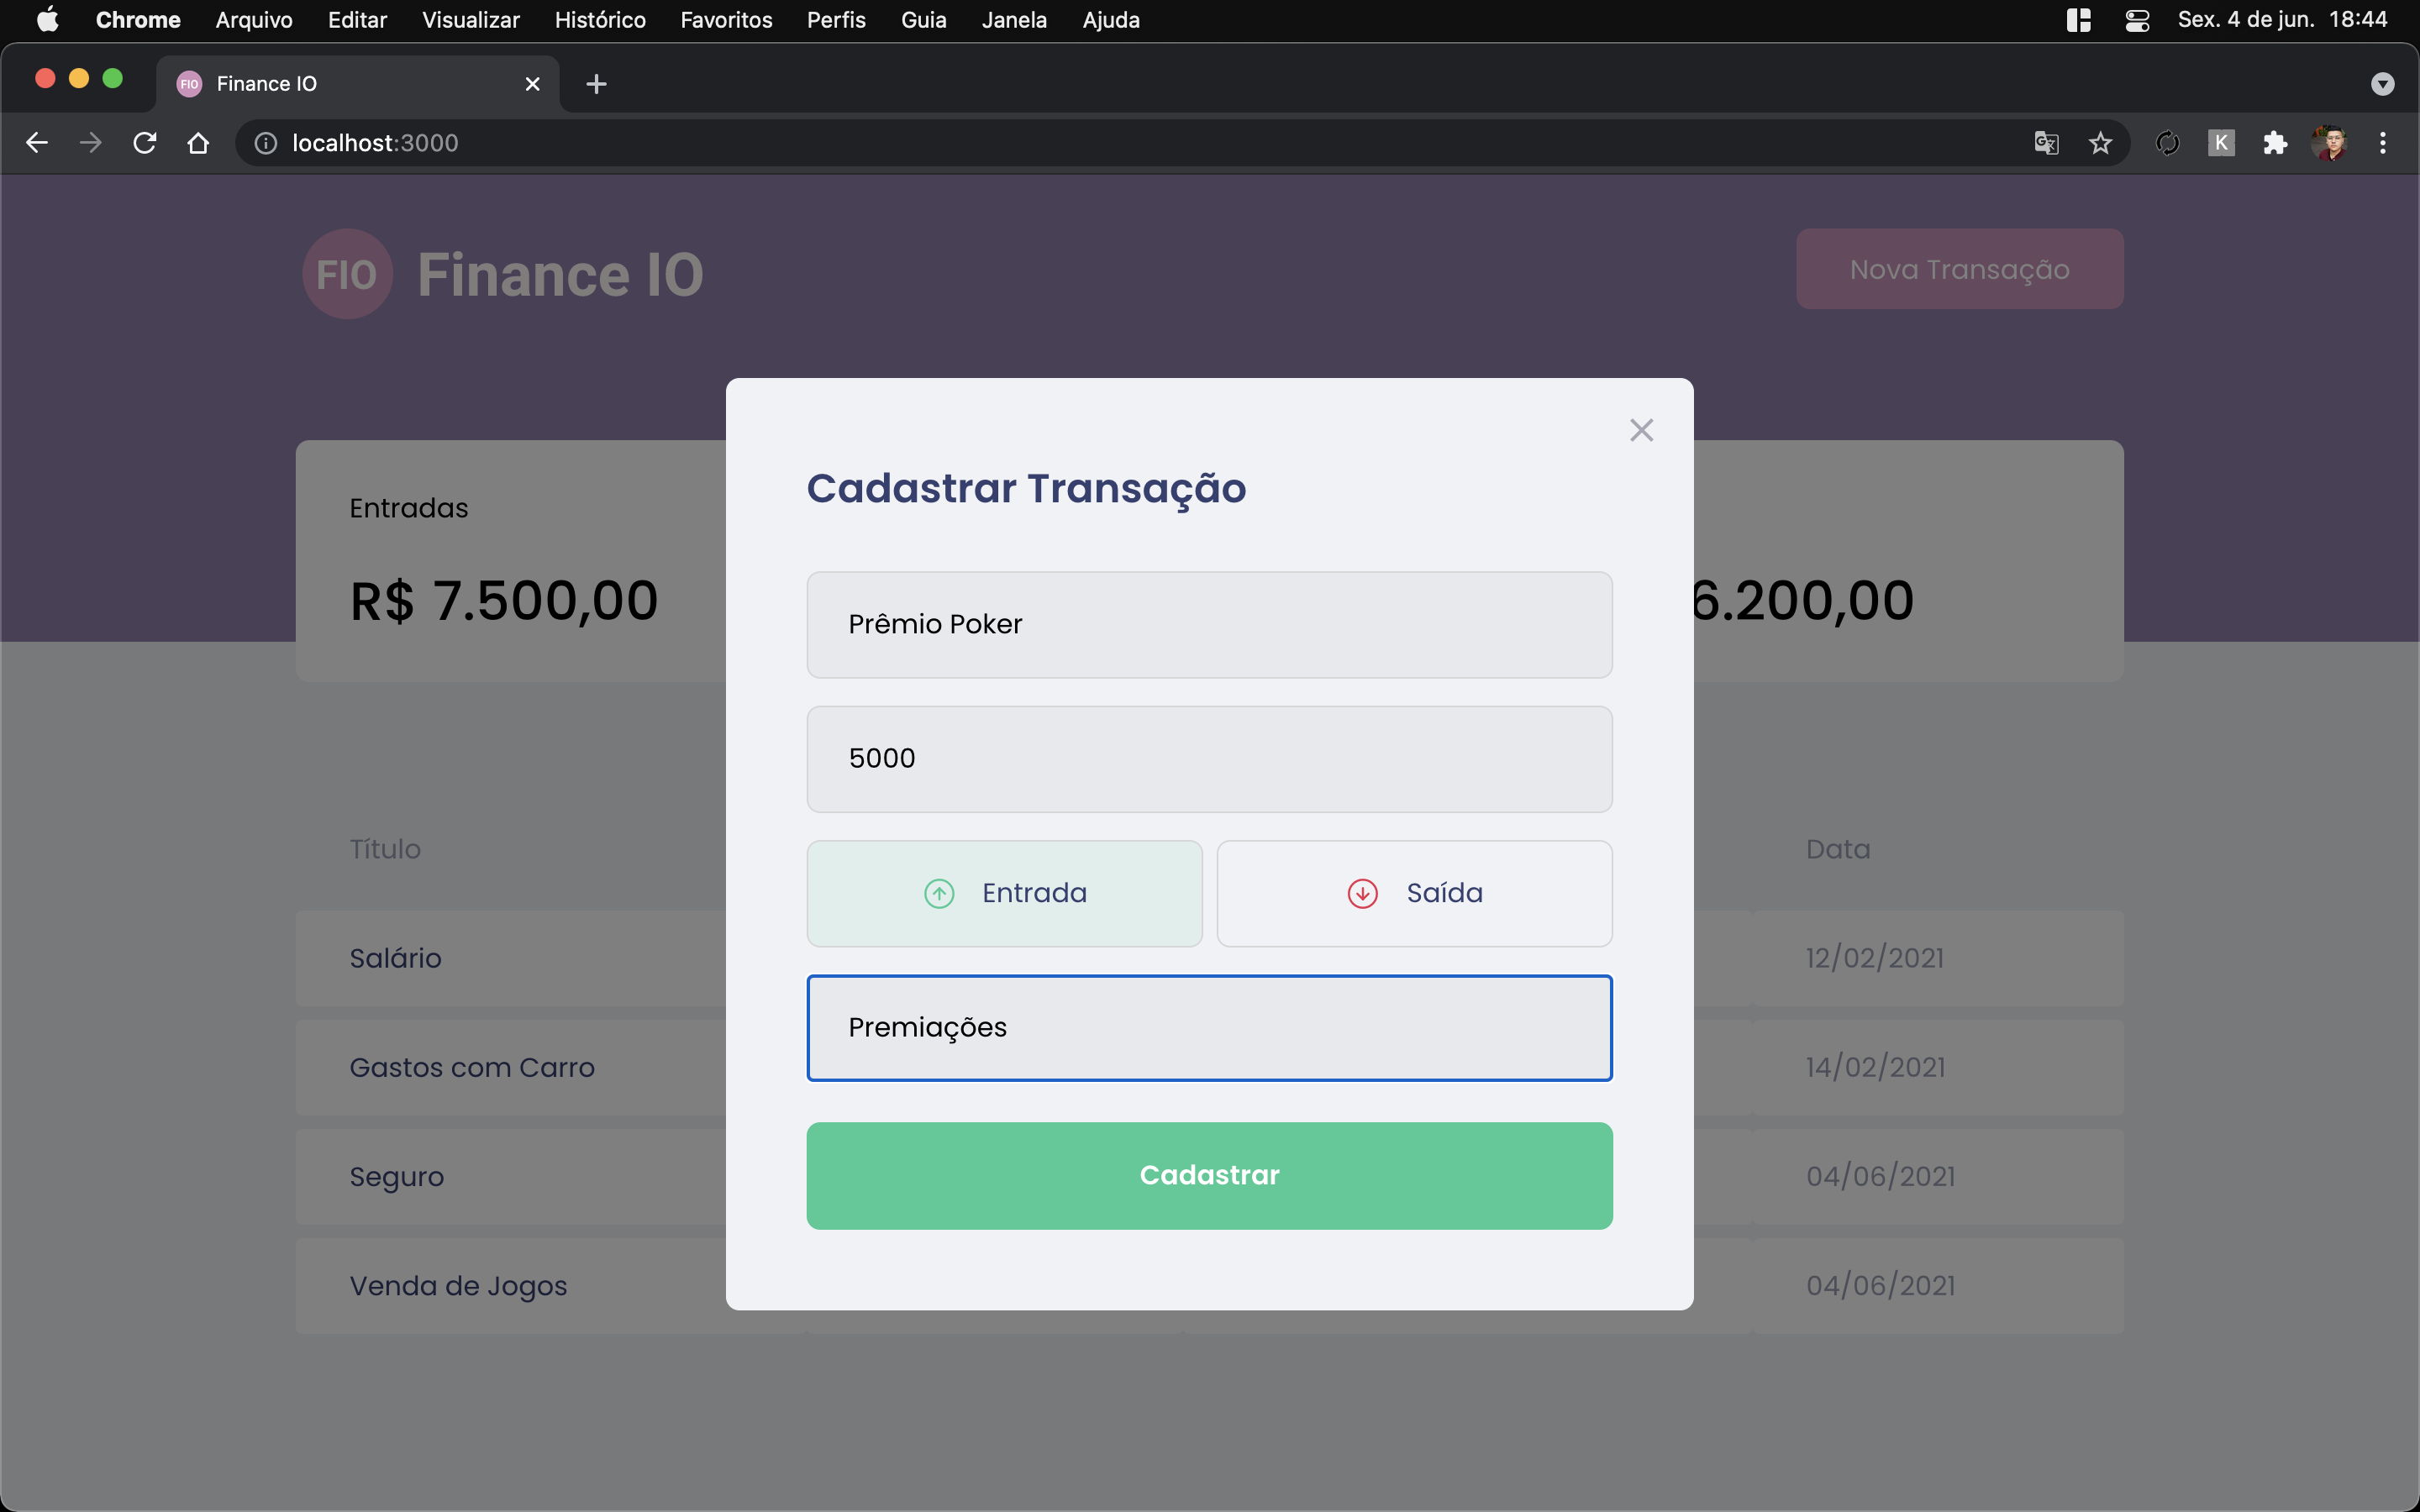 Chrome Arquivo Editar Visualizar Histórico Favoritos Perfis Guia Janela Ajuda Sex. 4 de jun. 18:44
FIO Finance IO
localhost:3000 K
FIO Finance IO Nova Transação
Cadastrar Transação
Entradas
R$ 7.500,00 6.200,00
Prêmio Poker
5000
Título Data
Entrada Saída
Salário 12/02/2021
Premiações
Gastos com Carro 14/02/2021
Cadastrar
Seguro 04/06/2021
Venda de Jogos 04/06/2021